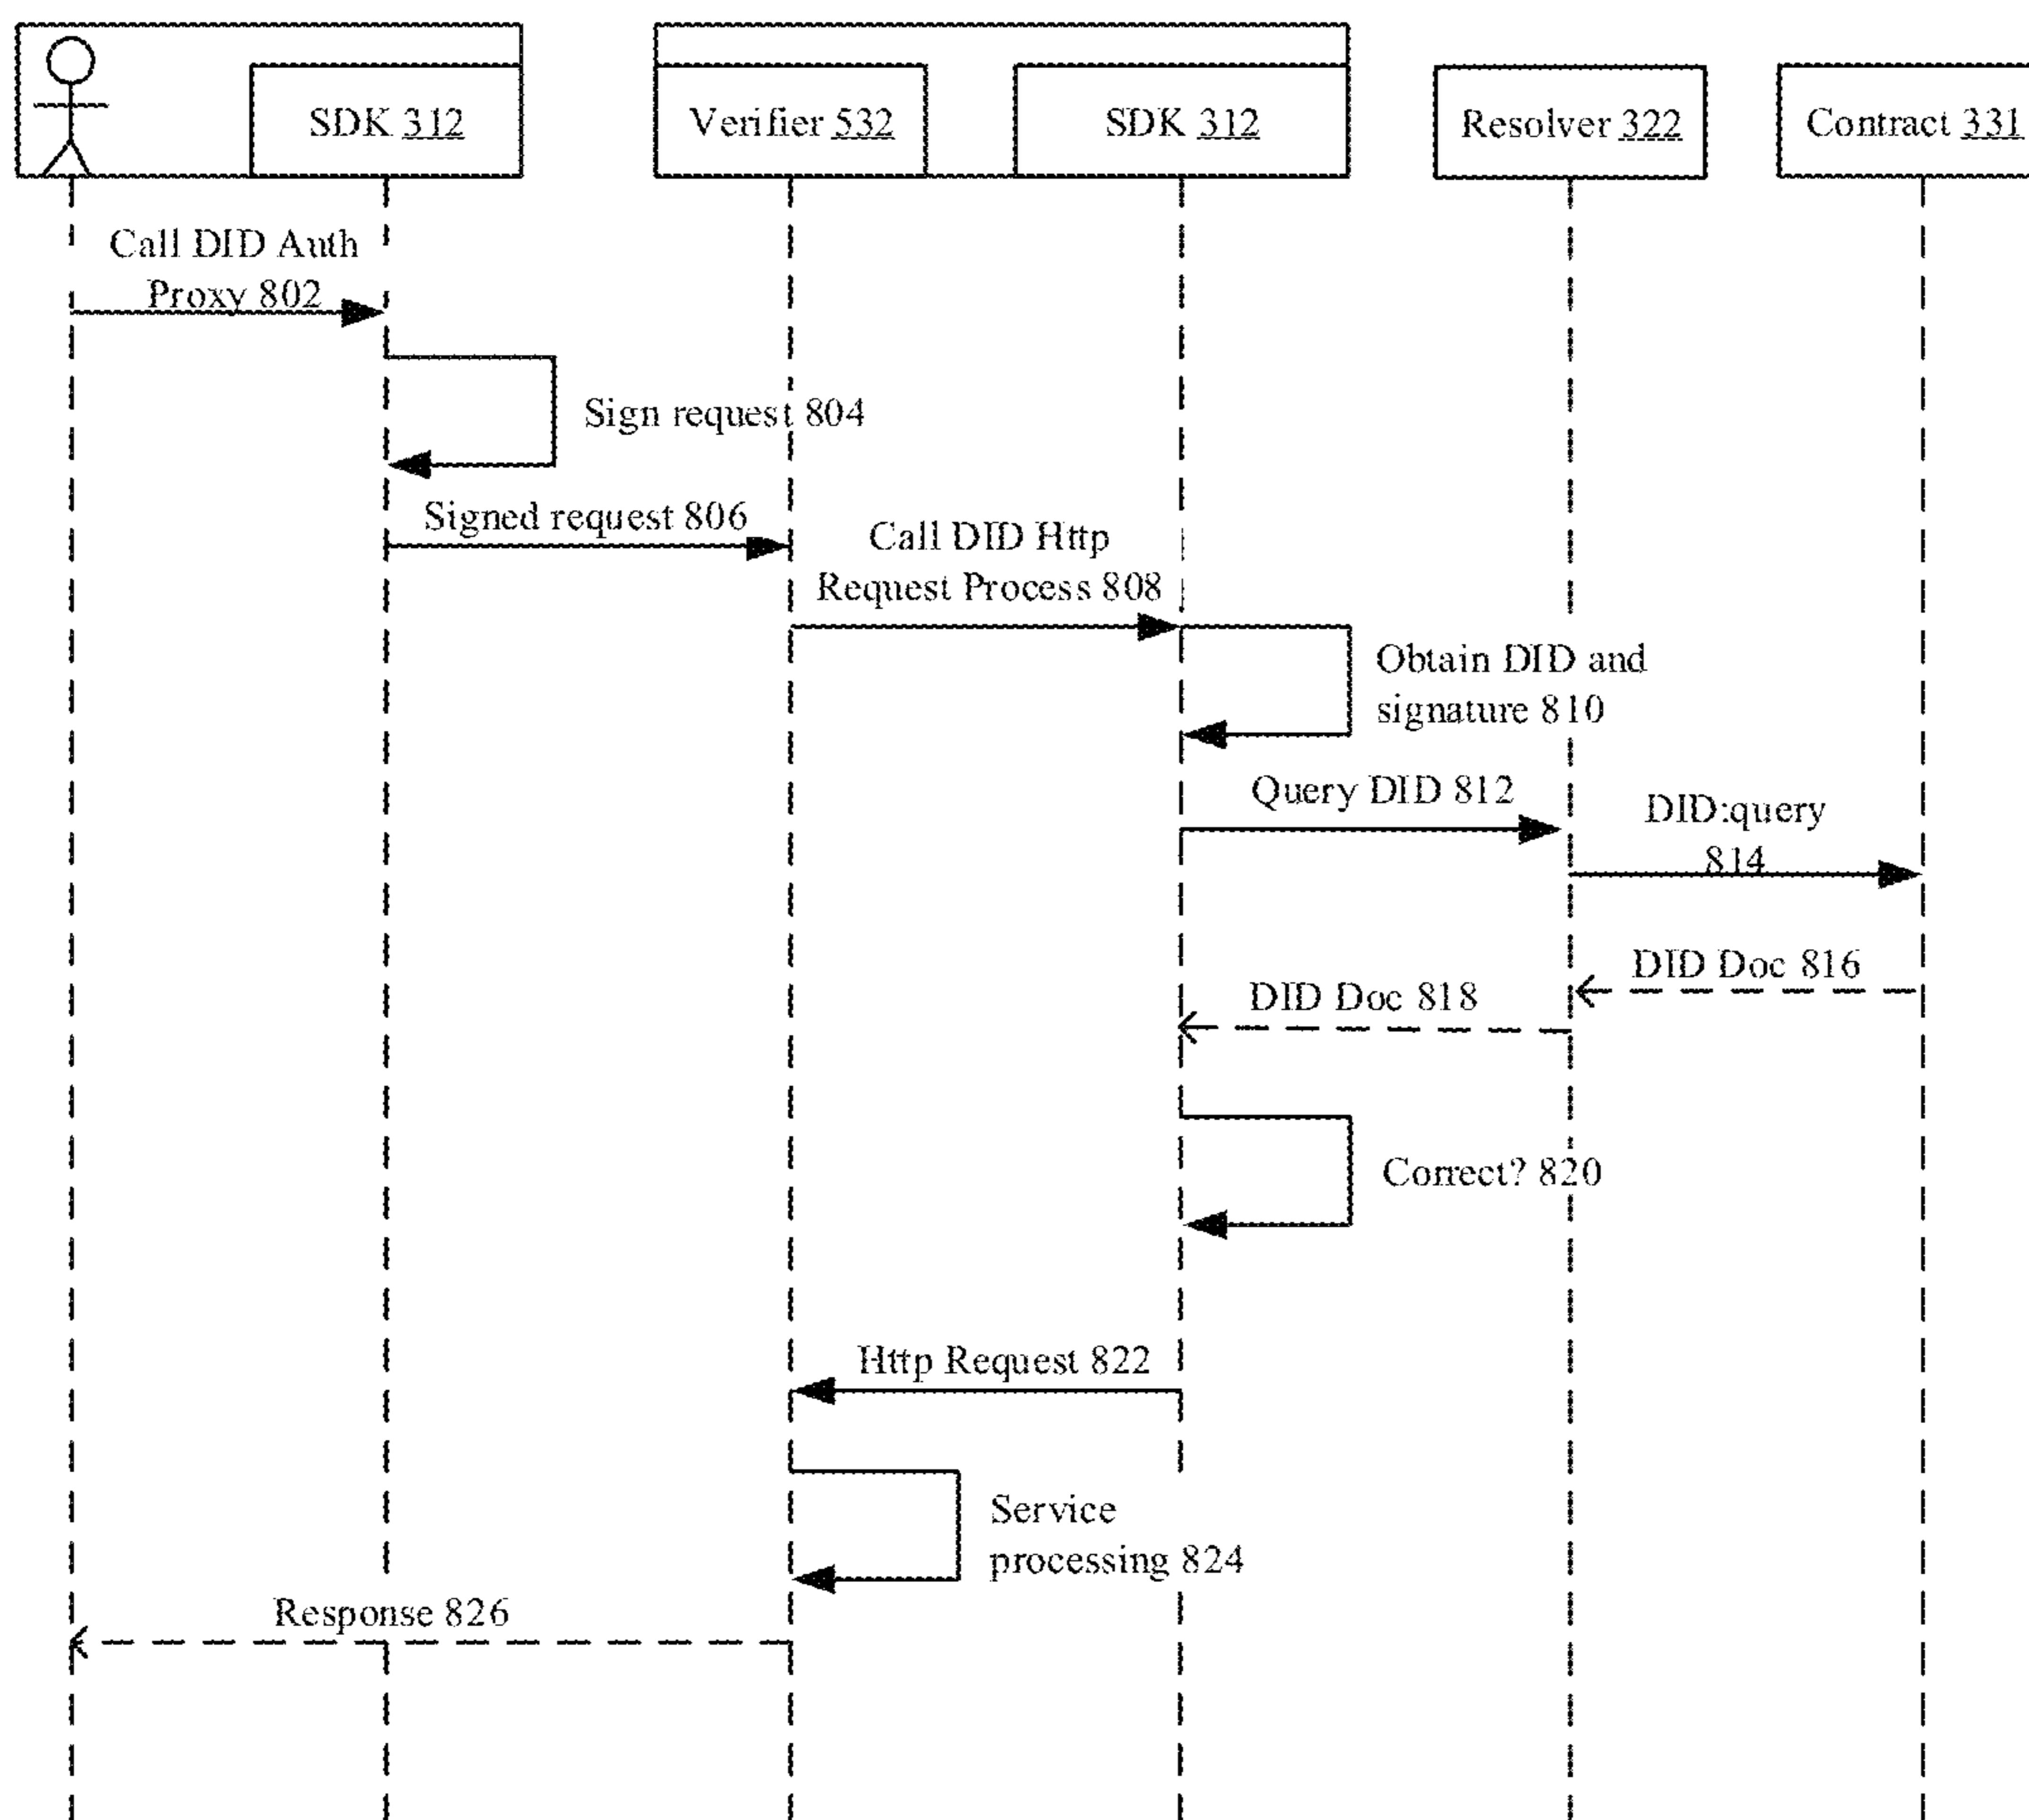 SDK 312
Verifier 532
SDK 312
Resolver 322
Contract 331
Call DID Auth
Proxy 802
Sign request 804
Signed request 806
Call DID Http
Request Process 808
Obtain DID and
signature 810
Query DID 812
DID:query
814
DID Doc 816
DID Doc 818
Correct? 820
Http Request 822
Service
processing 824
Response 826